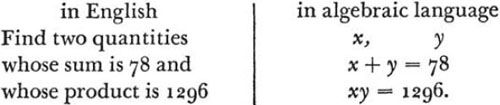 in English
Find two quantities
whose sum is 78 and
whose product is 1296
in algebraic language
x, y
x + y = 78
xy = 1296.